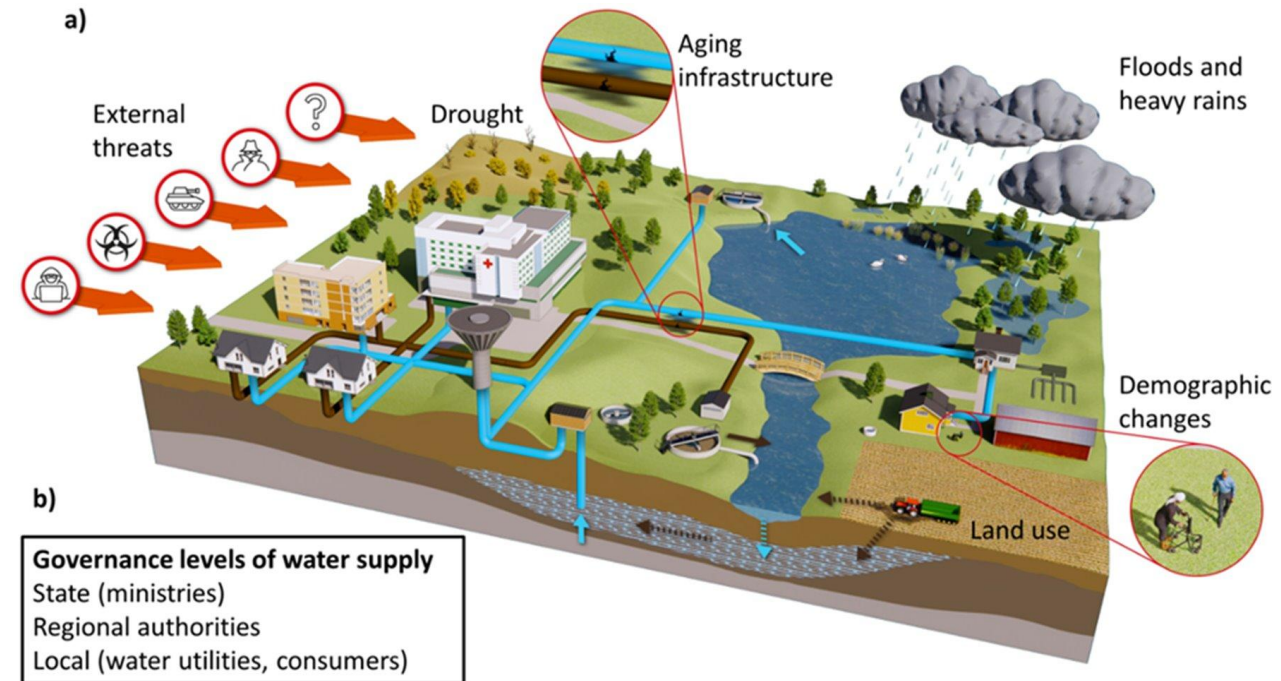 a)
External
threats
?
Drought
Aging
infrastructure
Floods and
heavy rains
Demographic
changes
Land use
b)
Governance levels of water supply
State (ministries)
Regional authorities
Local (water utilities, consumers)